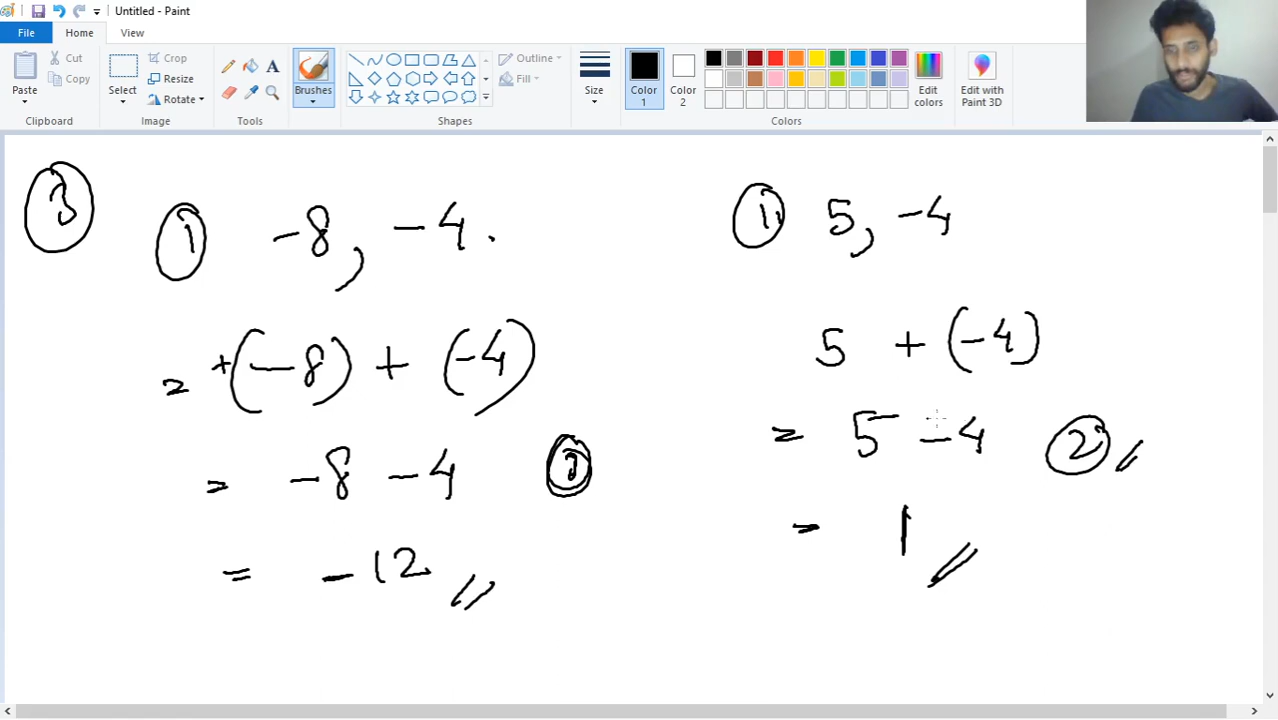 Untitled - Paint
File Home View
Paste
Cut
Copy
Clipboard
Select
Crop
Resize
Rotate
Image
A
Tools
Brushes
Outline
Fill
Shapes
Size
Color 1
Color 2
Edit colors
Colors
Edit with Paint 3D
③
① -8, -4.
= +(-8) + (-4)
= -8 -4 ①
= -12 //
① 5, -4
5 + (-4)
= 5 - 4 ② //
= 1 //